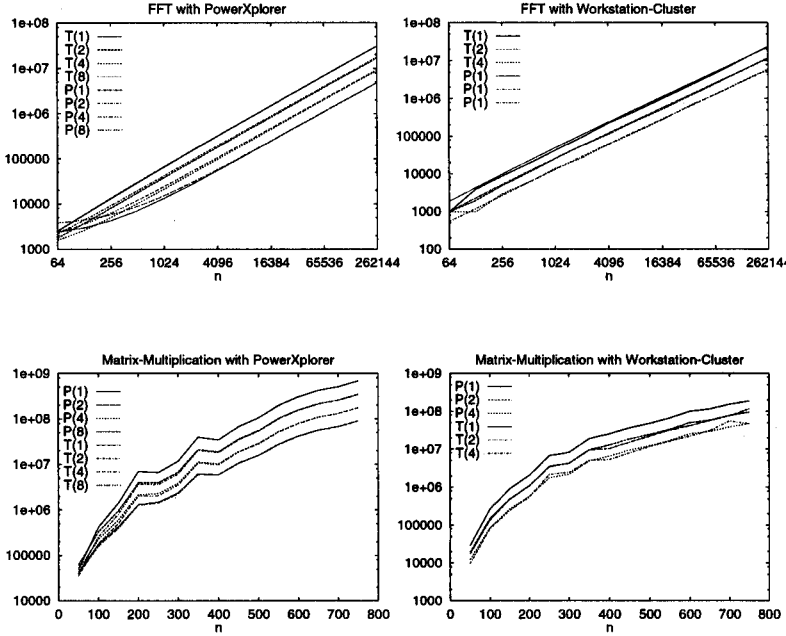 FFT with PowerXplorer
1e+08
1e+07
1e+06
100000
10000
1000
T(1)
T(2)
T(4)
T(8)
P(1)
P(2)
P(4)
P(8)
64 256 1024 4096 16384 65536 262144
n
FFT with Workstation-Cluster
1e+08
1e+07
1e+06
100000
10000
1000
100
T(1)
T(2)
T(4)
P(1)
P(1)
P(1)
64 256 1024 4096 16384 65536 262144
n
Matrix-Multiplication with PowerXplorer
1e+09
1e+08
1e+07
1e+06
100000
10000
P(1)
P(2)
P(4)
P(8)
T(1)
T(2)
T(4)
T(8)
0 100 200 300 400 500 600 700 800
n
Matrix-Multiplication with Workstation-Cluster
1e+09
1e+08
1e+07
1e+06
100000
10000
1000
P(1)
P(2)
P(4)
T(1)
T(2)
T(4)
0 100 200 300 400 500 600 700 800
n